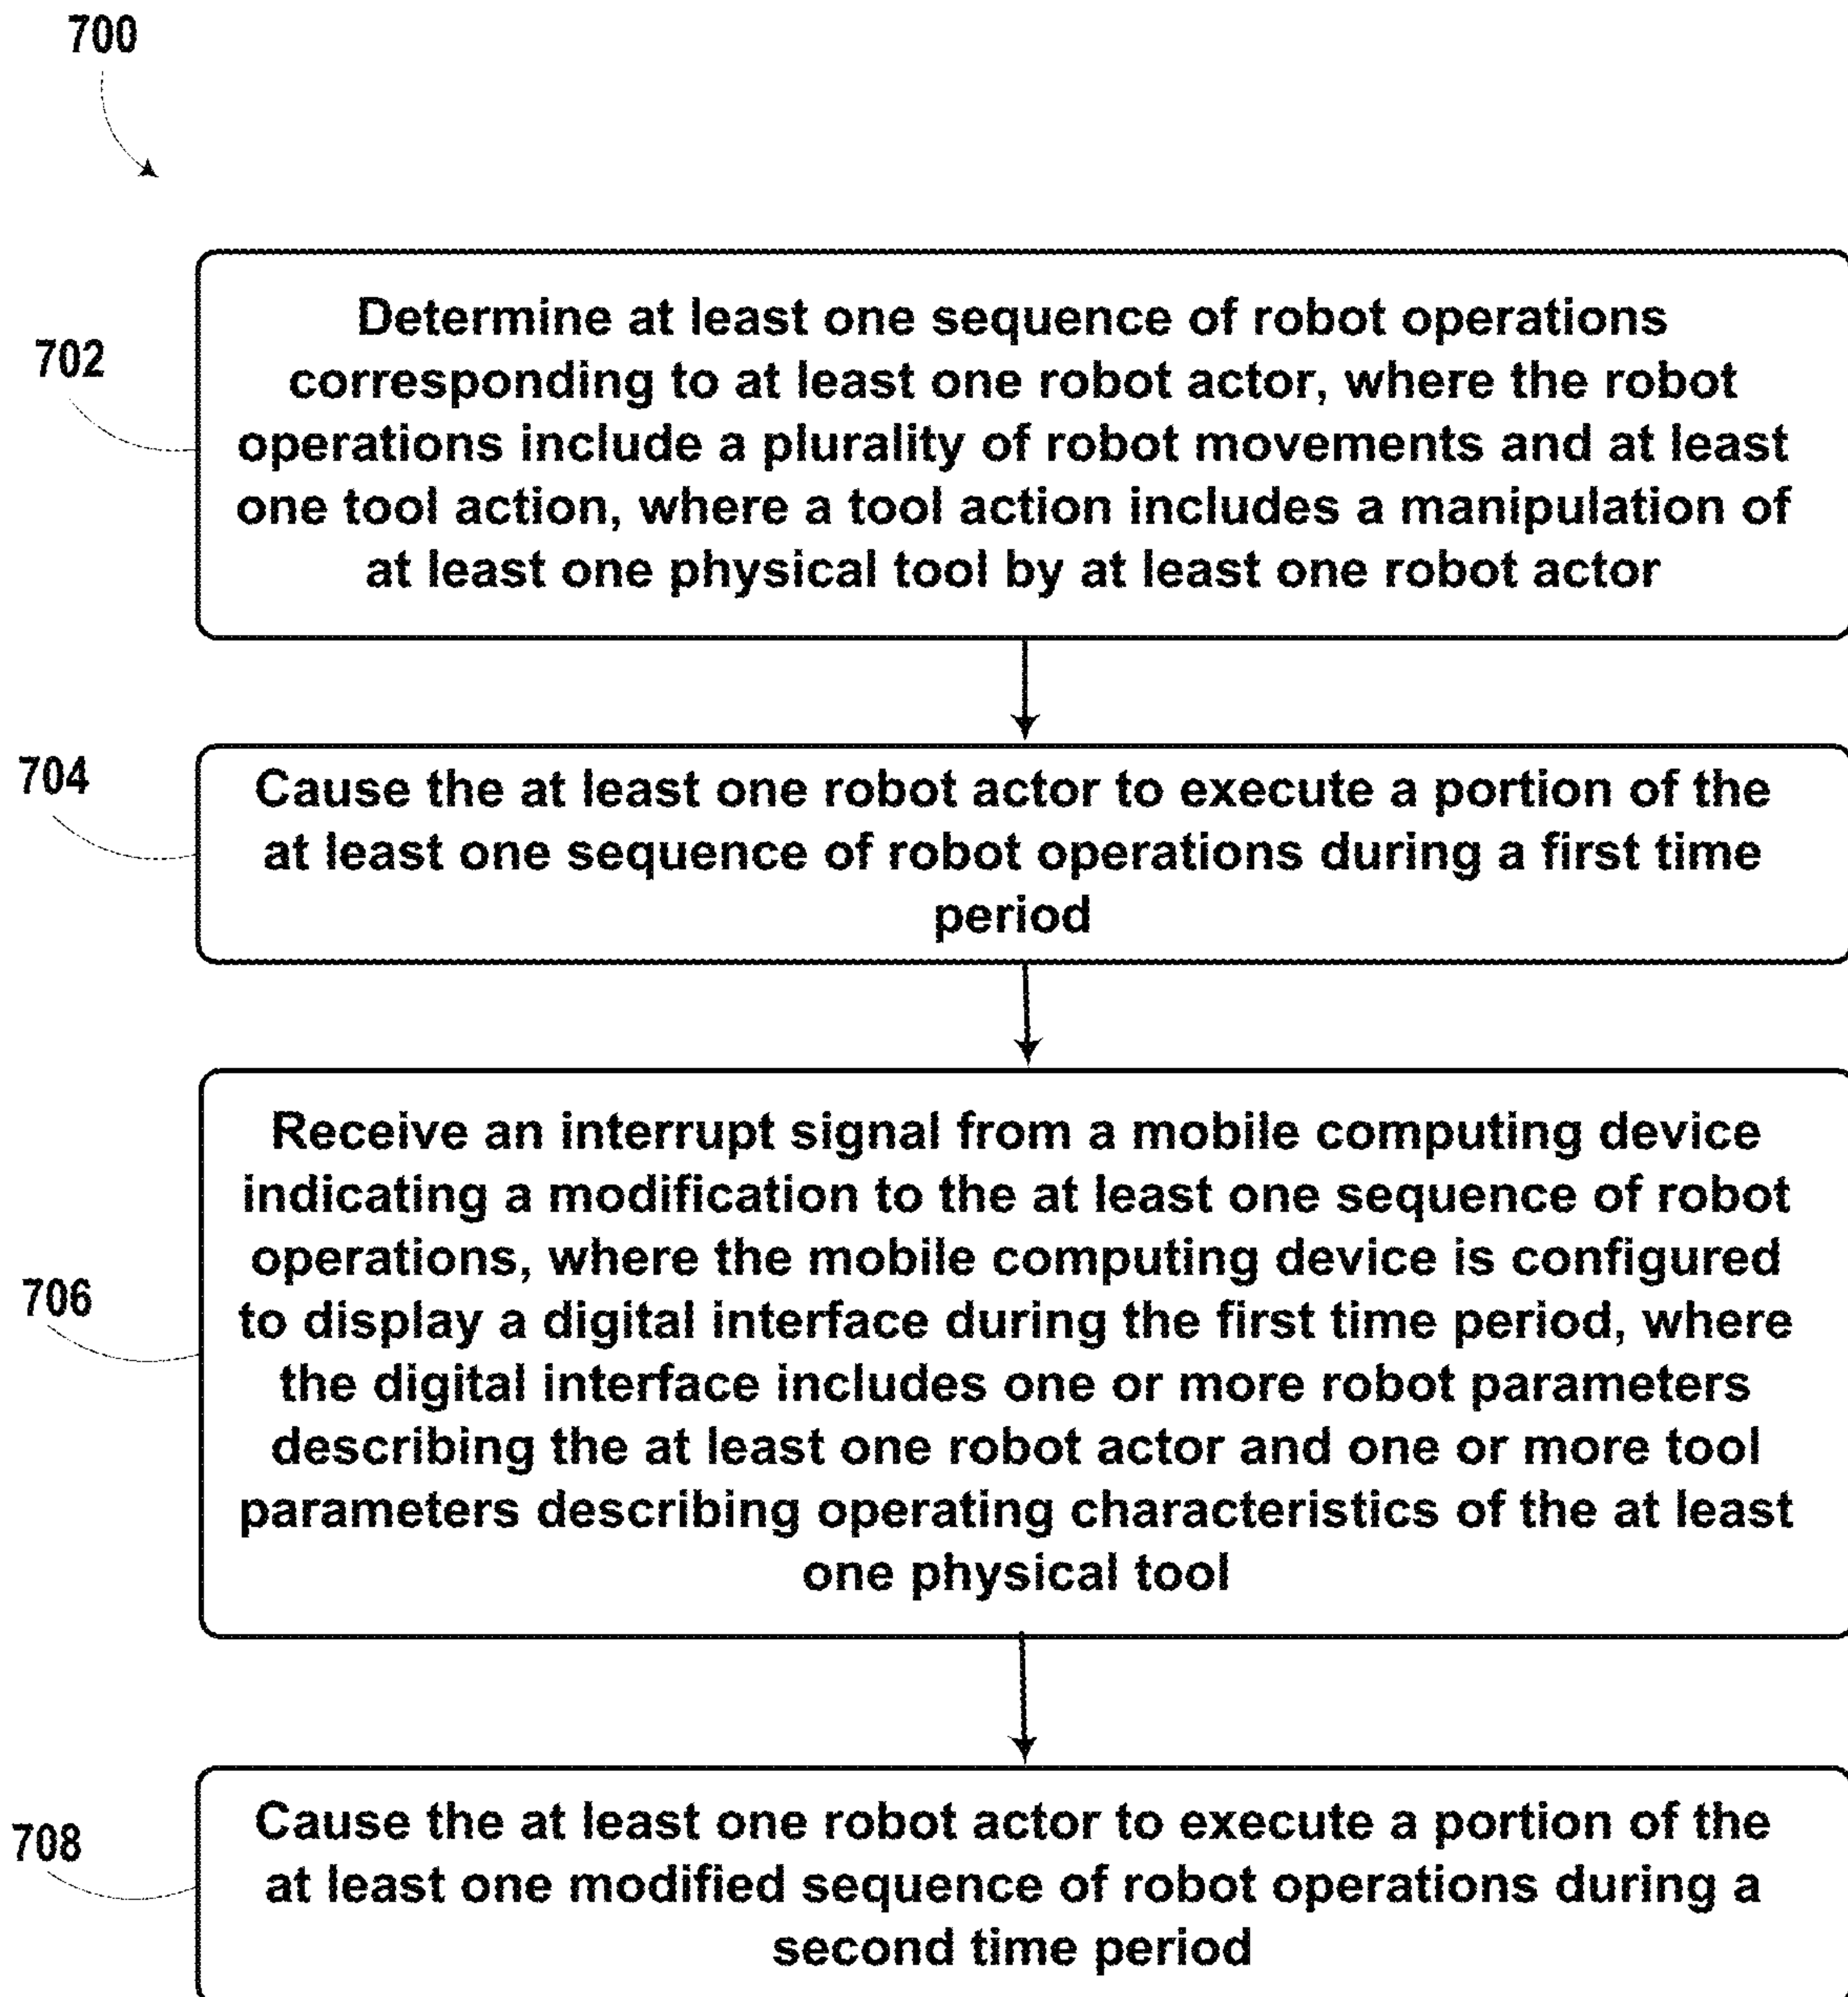 700
702
Determine at least one sequence of robot operations
corresponding to at least one robot actor, where the robot
operations include a plurality of robot movements and at least
one tool action, where a tool action includes a manipulation of
at least one physical tool by at least one robot actor
704
Cause the at least one robot actor to execute a portion of the
at least one sequence of robot operations during a first time
period
706
Receive an interrupt signal from a mobile computing device
indicating a modification to the at least one sequence of robot
operations, where the mobile computing device is configured
to display a digital interface during the first time period, where
the digital interface includes one or more robot parameters
describing the at least one robot actor and one or more tool
parameters describing operating characteristics of the at least
one physical tool
708
Cause the at least one robot actor to execute a portion of the
at least one modified sequence of robot operations during a
second time period